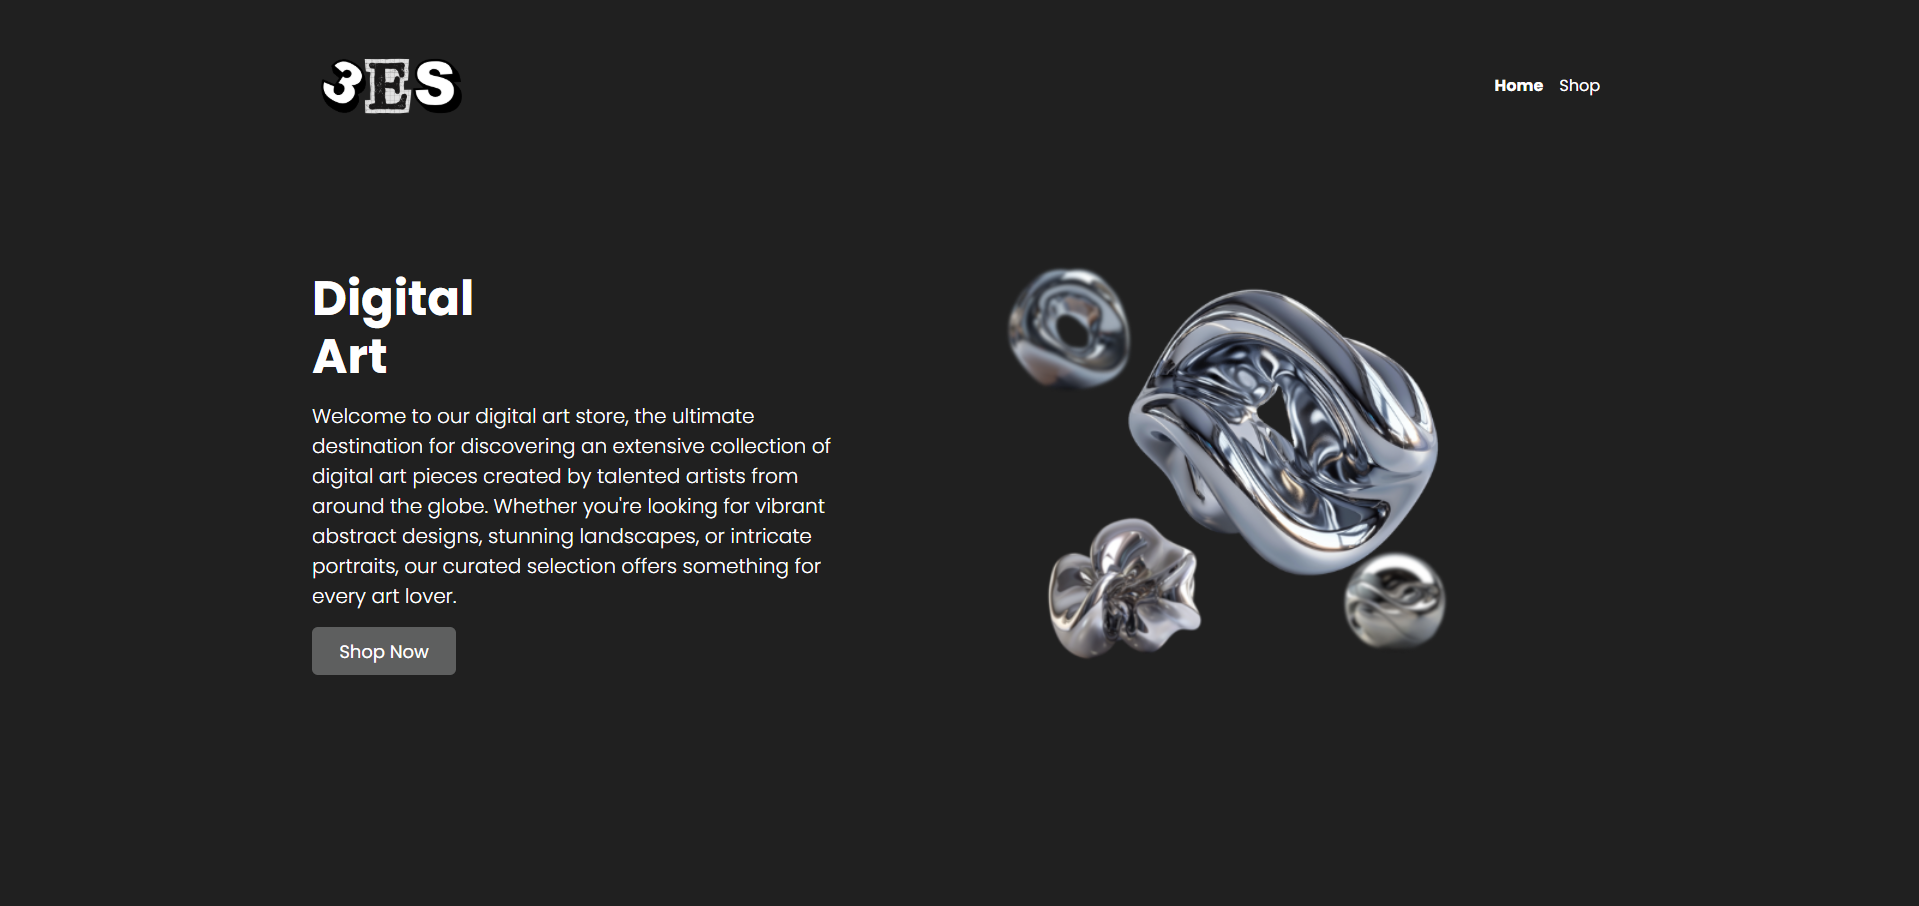 3ES
Home Shop
Digital
Art
Welcome to our digital art store, the ultimate
destination for discovering an extensive collection of
digital art pieces created by talented artists from
around the globe. Whether you're looking for vibrant
abstract designs, stunning landscapes, or intricate
portraits, our curated selection offers something for
every art lover.
Shop Now